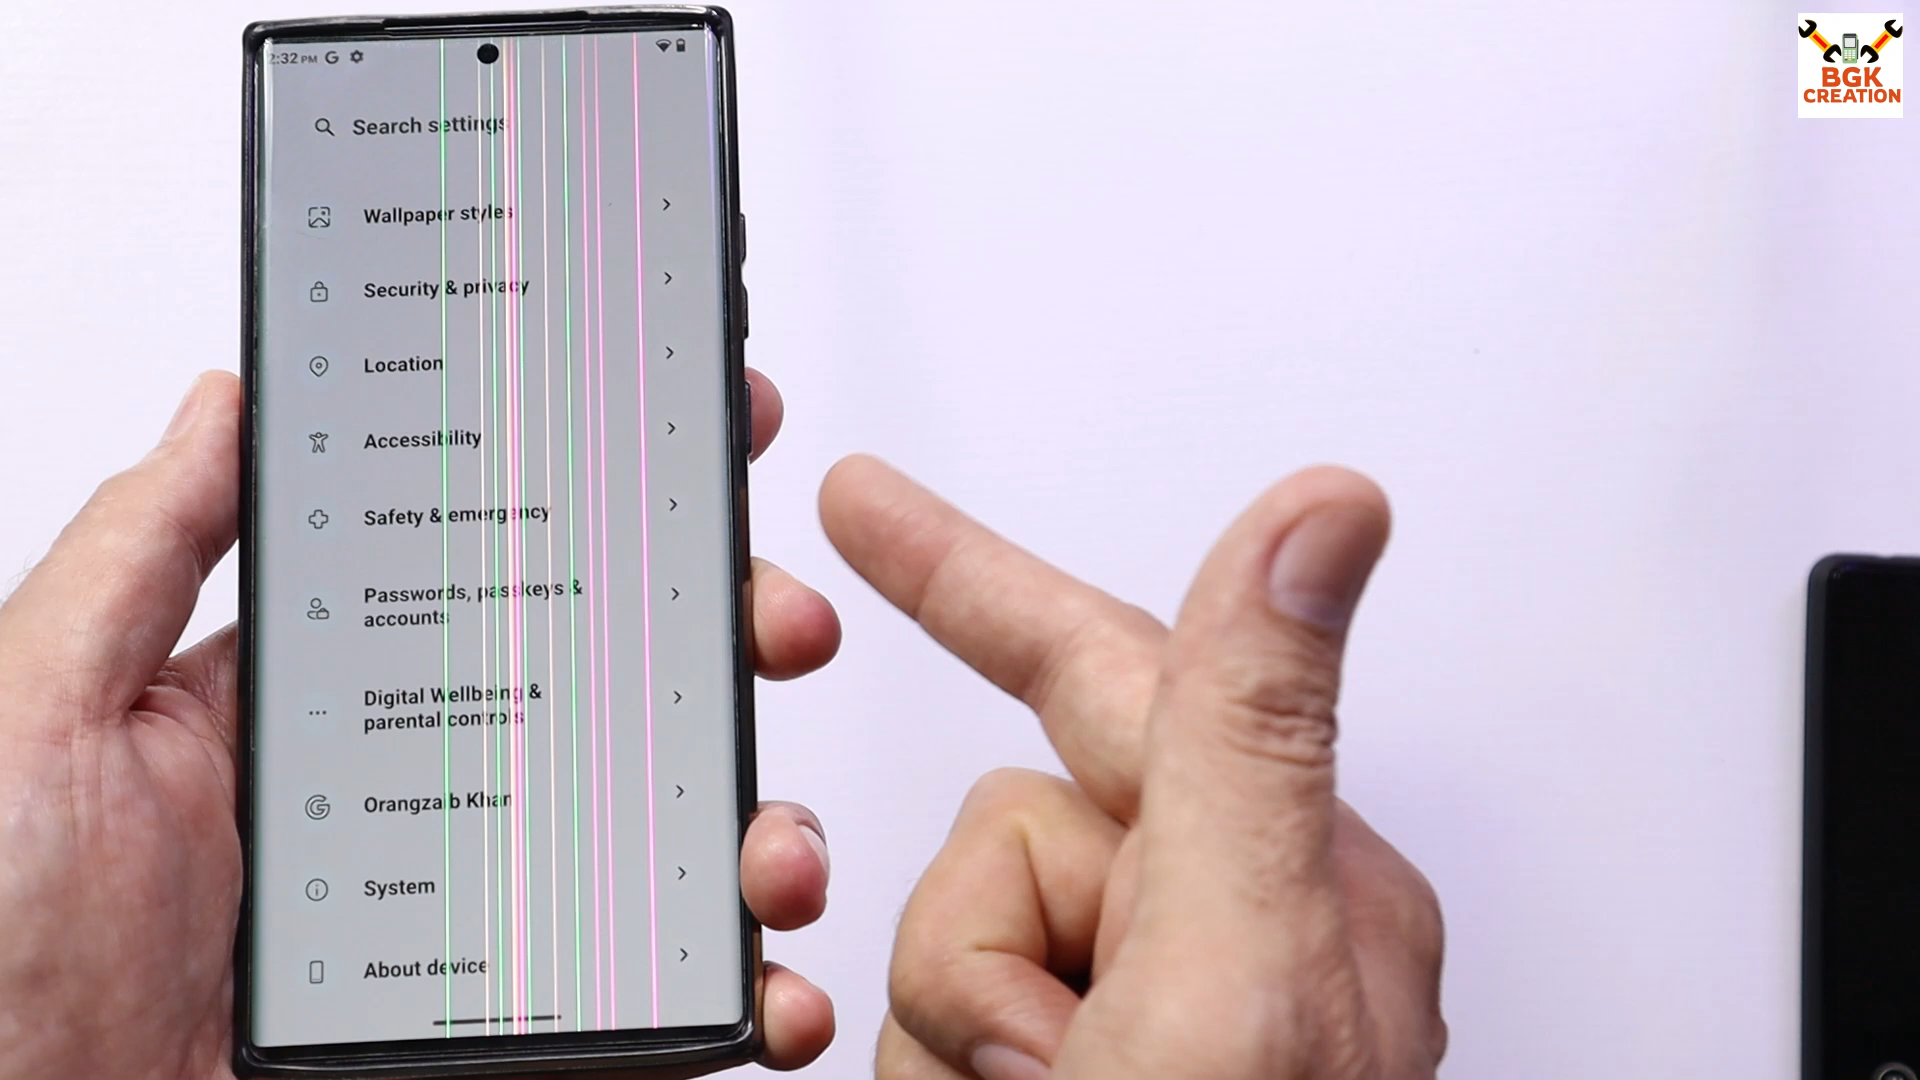 2:32 PM G
Search settings
Wallpaper styles
Security & privacy
Location
Accessibility
Safety & emergency
Passwords, passkeys &
accounts
Digital Wellbeing &
parental controls
Orangzaib Khan
System
About device
BGK
CREATION